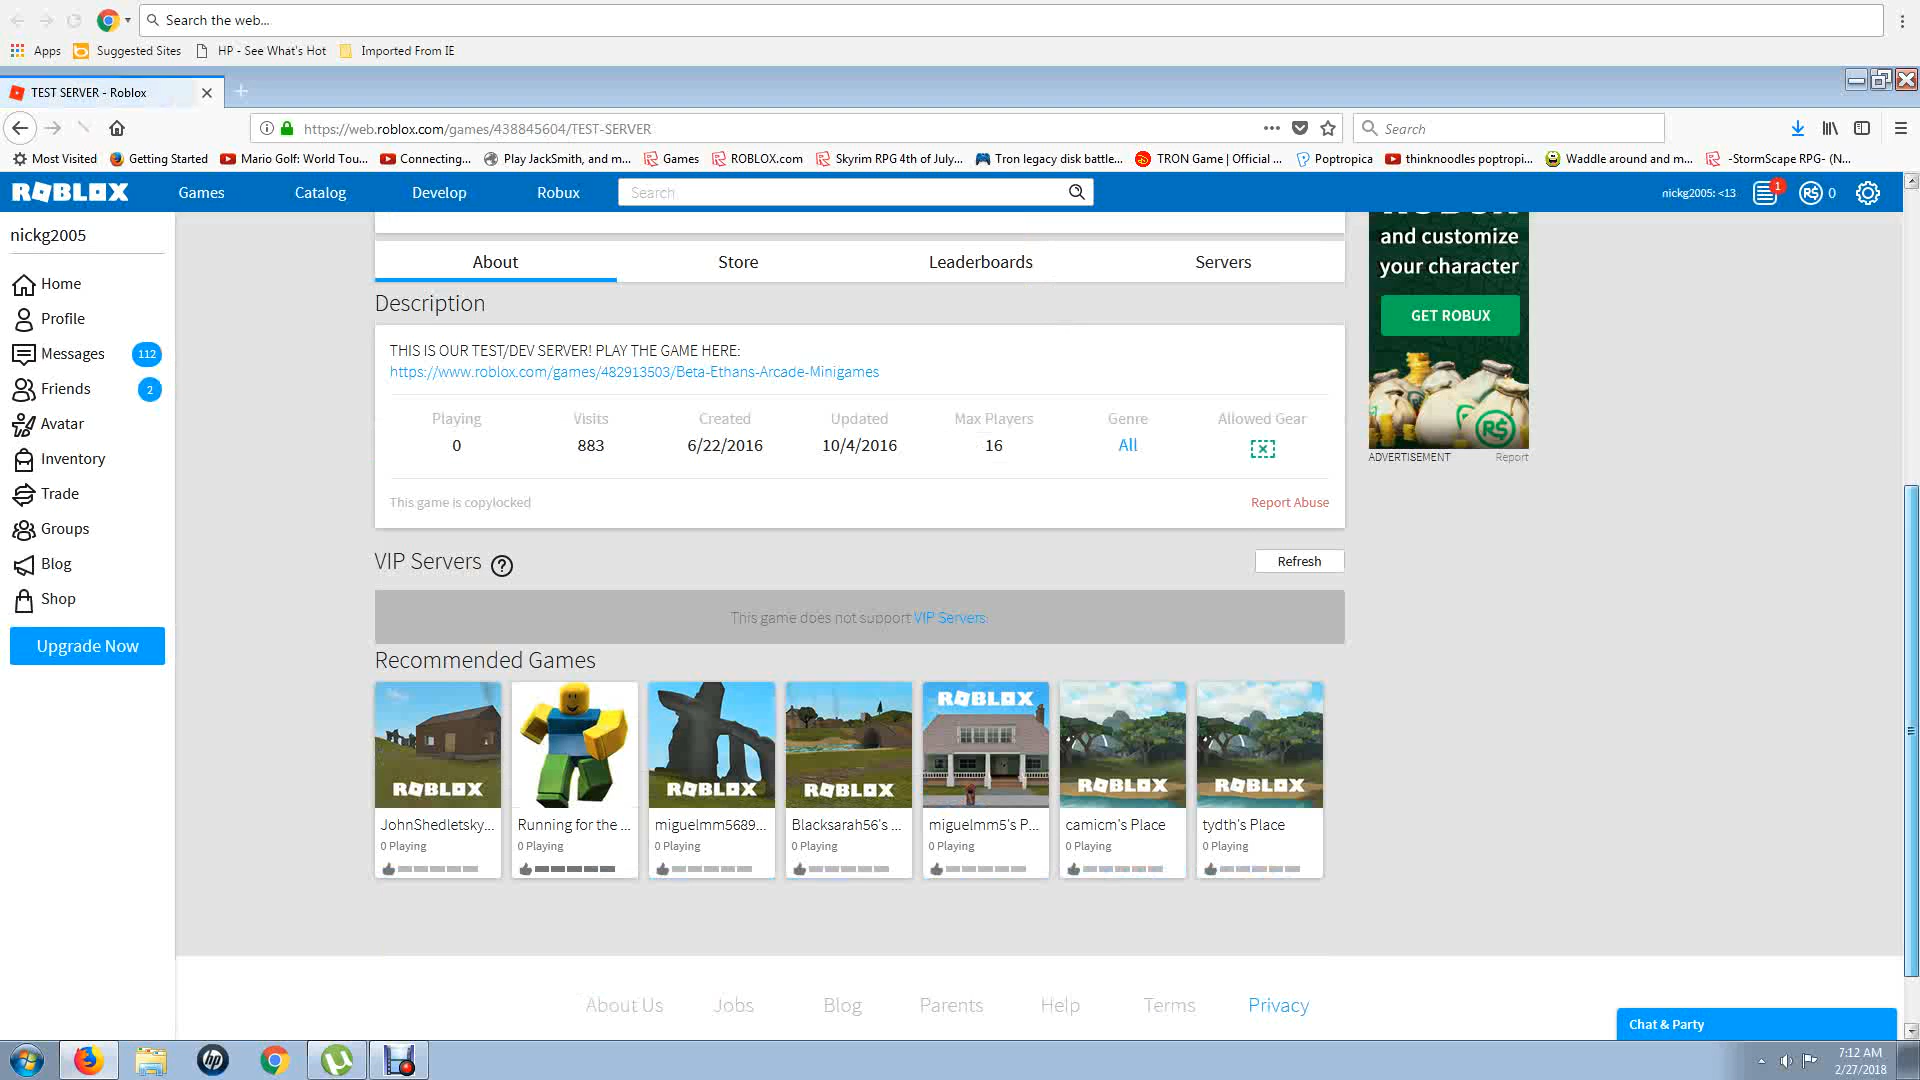 Search the web...
Apps Suggested Sites HP - See What's Hot Imported From IE
TEST SERVER - Roblox
https://web.roblox.com/games/438845604/TEST-SERVER
Search
Most Visited Getting Started Mario Golf: World Tou... Connecting... Play JackSmith, and m... Games ROBLOX.com Skyrim RPG 4th of July,... Tron legacy disk battle... TRON Game | Official ... Poptropica thinknoodles poptropi... Waddle around and m... -StormScape RPG- (N...
ROBLOX Games Catalog Develop Robux Search nickg2005: <13 1 R$ 0
nickg2005
Home
Profile
Messages 112
Friends 2
Avatar
Inventory
Trade
Groups
Blog
Shop
Upgrade Now
About Store Leaderboards Servers
Description
THIS IS OUR TEST/DEV SERVER! PLAY THE GAME HERE:
https://www.roblox.com/games/482913503/Beta-Ethans-Arcade-Minigames
Playing Visits Created Updated Max Players Genre Allowed Gear
0 883 6/22/2016 10/4/2016 16 All
This game is copylocked Report Abuse
VIP Servers ? Refresh
This game does not support VIP Servers.
Recommended Games
ROBLOX ROBLOX ROBLOX ROBLOX ROBLOX ROBLOX
JohnShedletsky... Running for the ... miguelmm5689... Blacksarah56's ... miguelmm5's P... camicm's Place tydth's Place
0 Playing 0 Playing 0 Playing 0 Playing 0 Playing 0 Playing 0 Playing
and customize
your character
GET ROBUX
R$
ADVERTISEMENT Report
About Us Jobs Blog Parents Help Terms Privacy
Chat & Party
hp
7:12 AM
2/27/2018